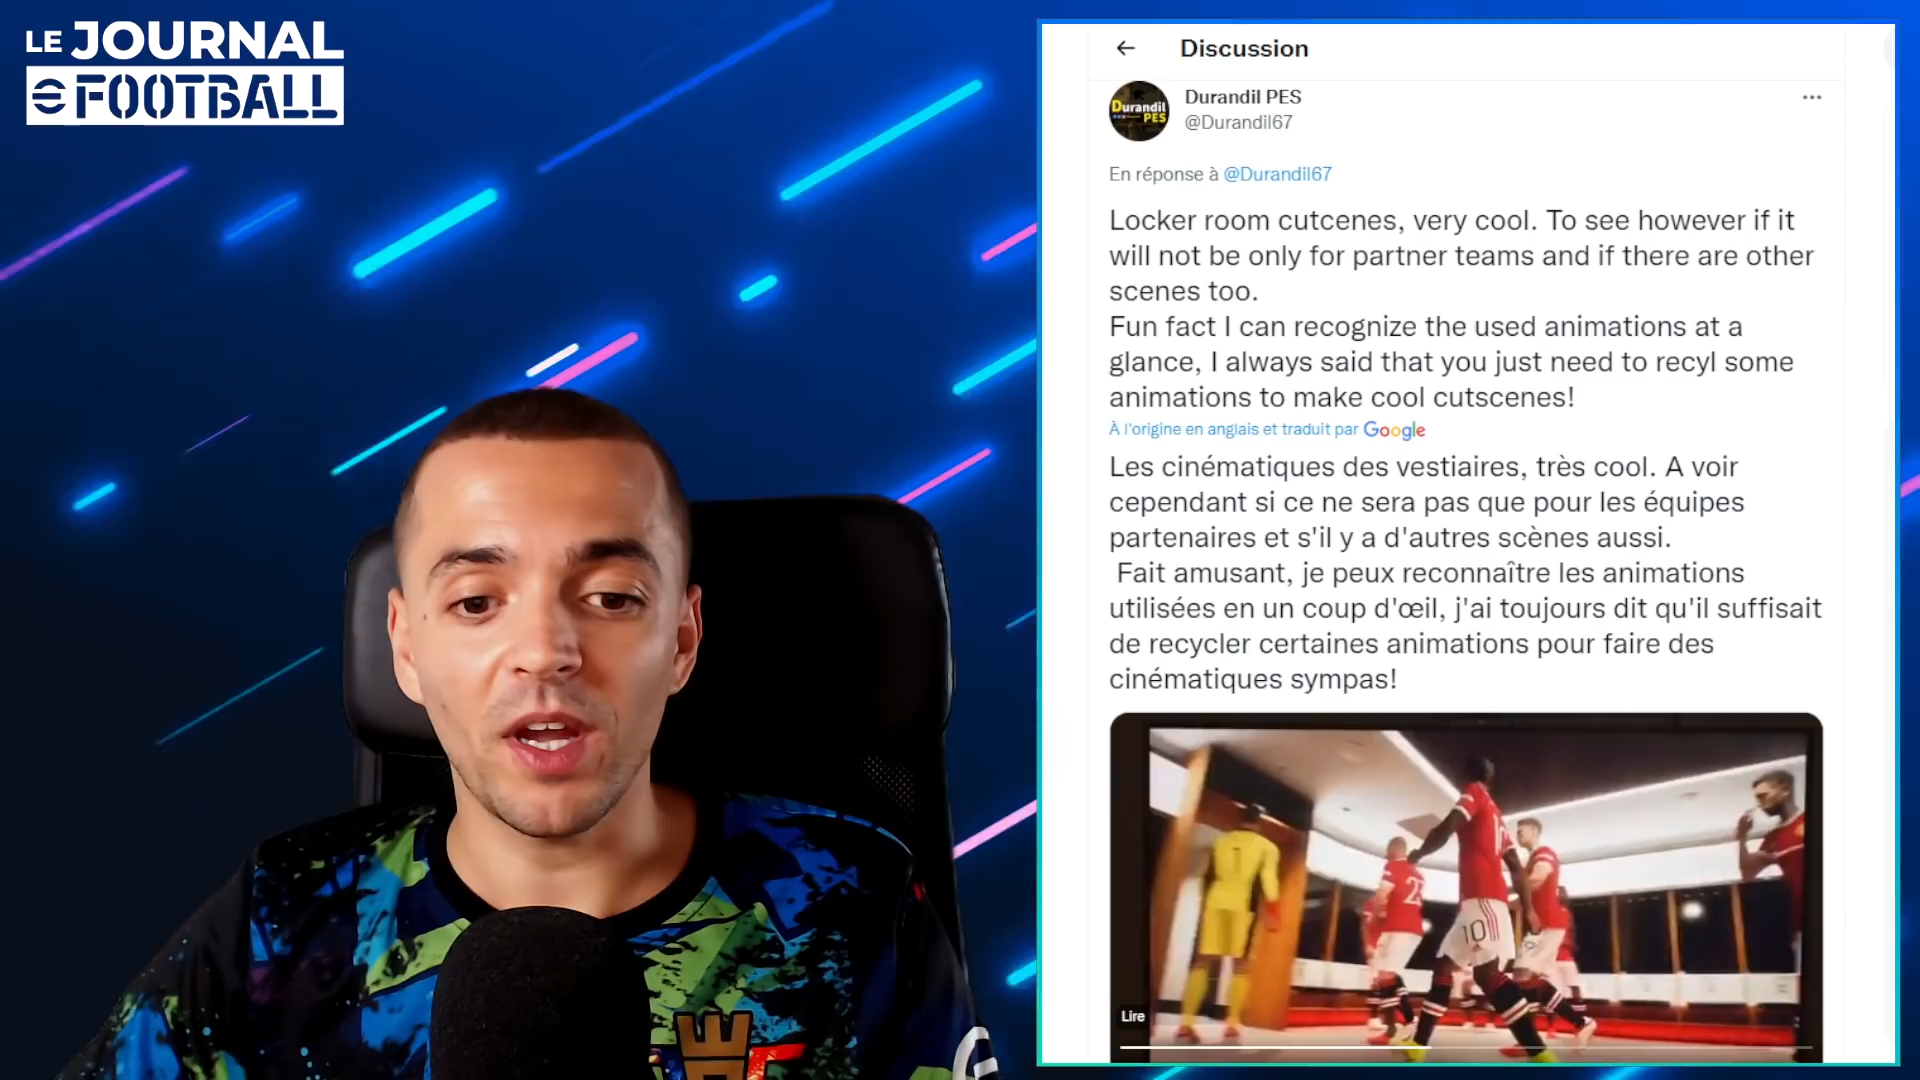 LE JOURNAL
eFOOTBALL
Discussion
Durandil
PES
Durandil PES
@Durandil67
En réponse à @Durandil67
Locker room cutcenes, very cool. To see however if it
will not be only for partner teams and if there are other
scenes too.
Fun fact I can recognize the used animations at a
glance, I always said that you just need to recyl some
animations to make cool cutscenes!
À l'origine en anglais et traduit par Google
Les cinématiques des vestiaires, très cool. A voir
cependant si ce ne sera pas que pour les équipes
partenaires et s'il y a d'autres scènes aussi.
Fait amusant, je peux reconnaître les animations
utilisées en un coup d'œil, j'ai toujours dit qu'il suffisait
de recycler certaines animations pour faire des
cinématiques sympas!
1
23
10
Lire